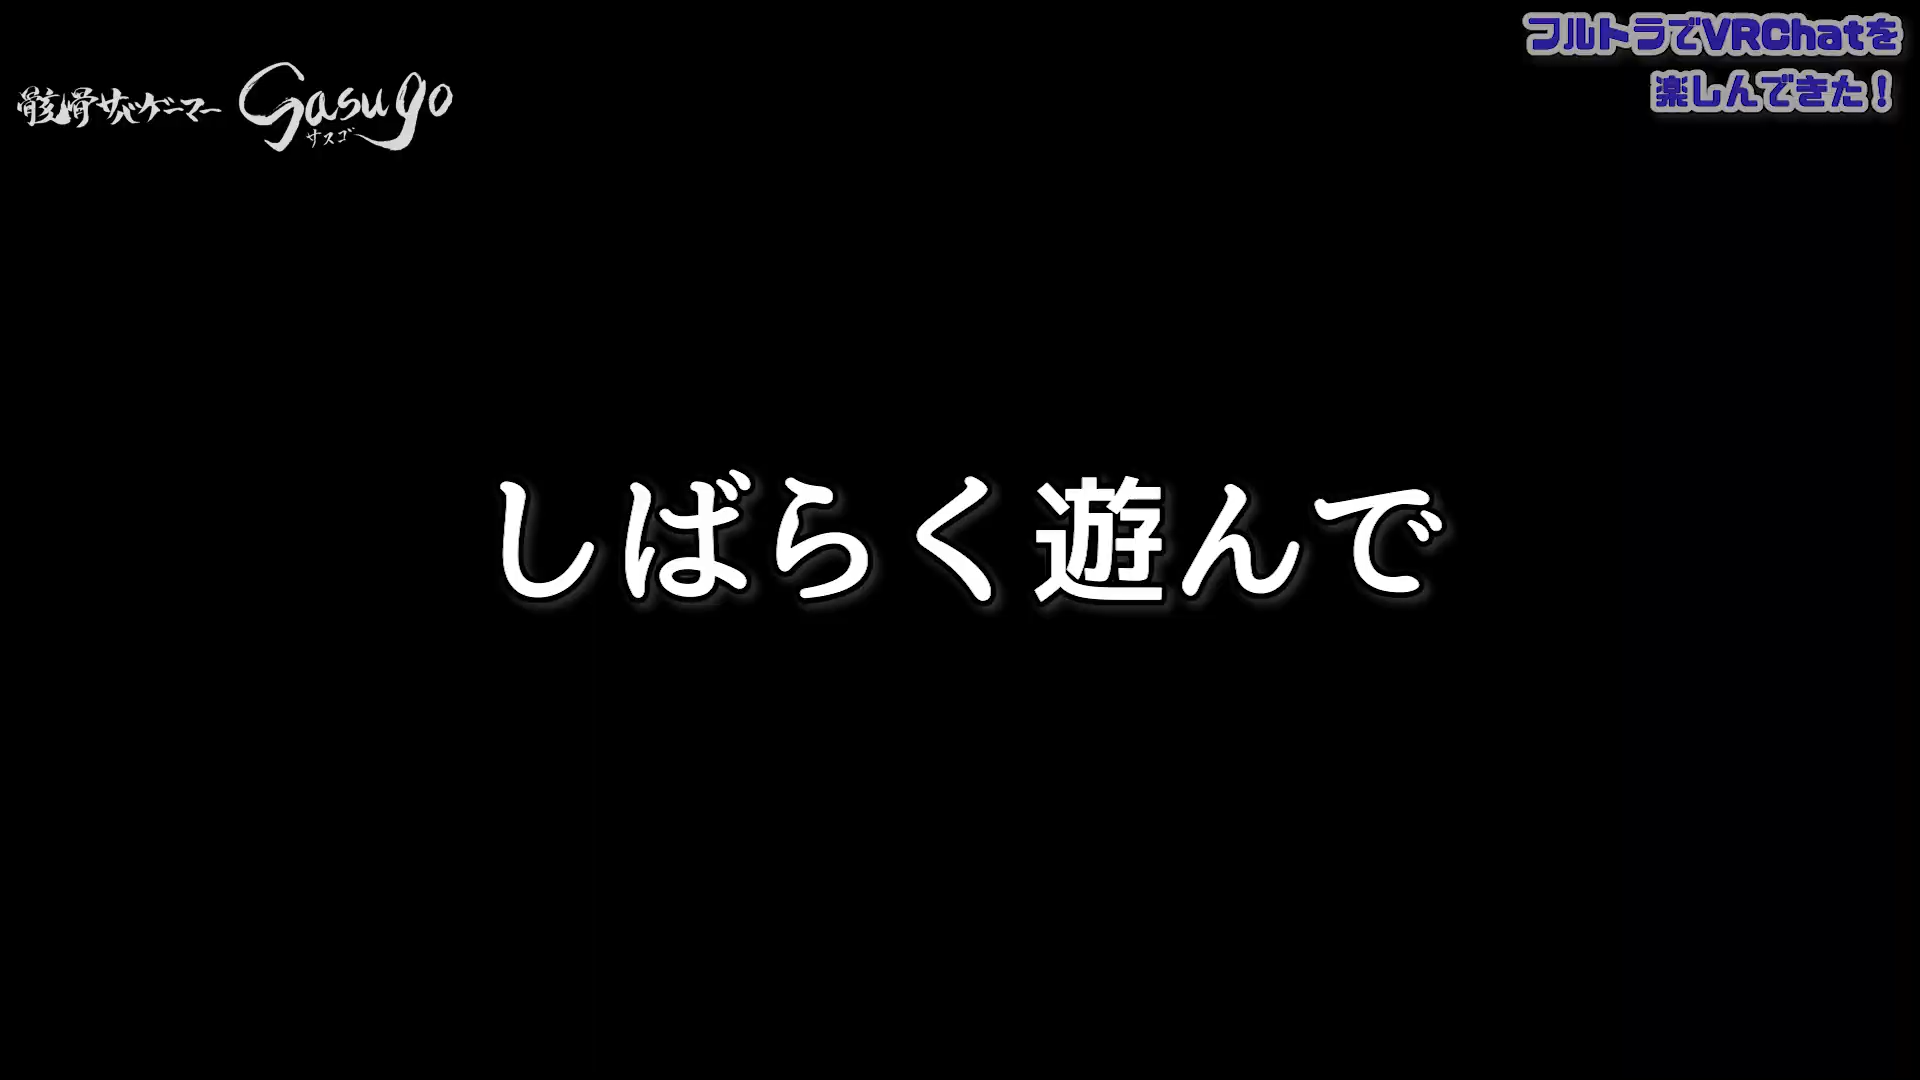 骸骨サバゲーマー Sasugo
サスゴ
フルトラでVRChatを
楽しんできた!
しばらく遊んで